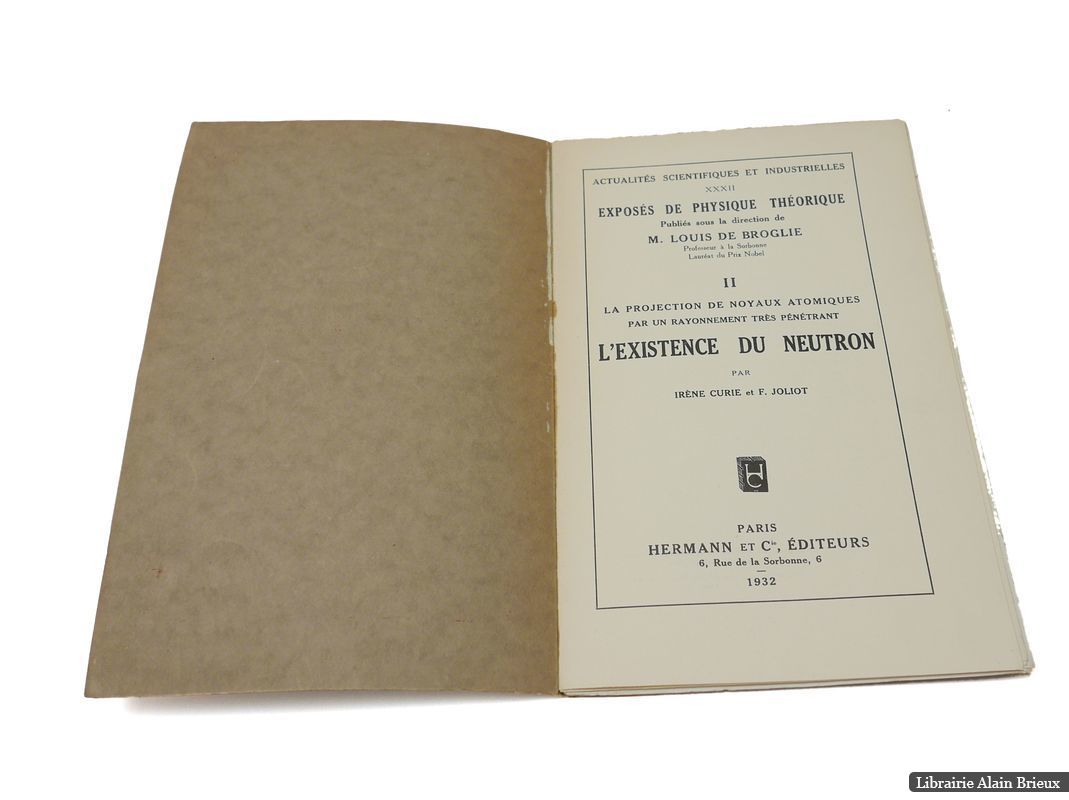 ACTUALITÉS SCIENTIFIQUES ET INDUSTRIELLES
XXXII
EXPOSÉS DE PHYSIQUE THÉORIQUE
Publiés sous la direction de
M. LOUIS DE BROGLIE
Professeur à la Sorbonne
Lauréat du Prix Nobel
II
LA PROJECTION DE NOYAUX ATOMIQUES
PAR UN RAYONNEMENT TRÈS PÉNÉTRANT
L'EXISTENCE DU NEUTRON
PAR
IRÈNE CURIE et F. JOLIOT
HC
PARIS
HERMANN ET Cie, ÉDITEURS
6, Rue de la Sorbonne, 6
1932
Librairie Alain Brieux